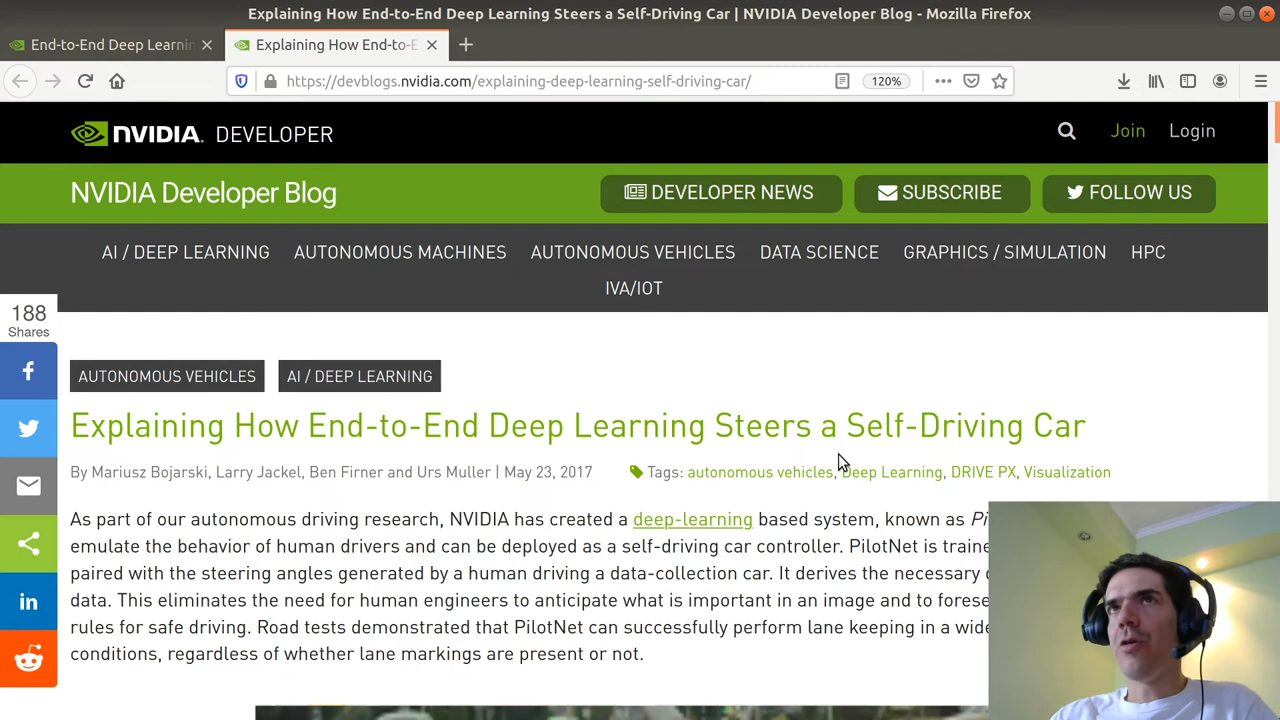 Explaining How End-to-End Deep Learning Steers a Self-Driving Car | NVIDIA Developer Blog - Mozilla Firefox
End-to-End Deep Learnin
Explaining How End-to-E
https://devblogs.nvidia.com/explaining-deep-learning-self-driving-car/
120%
NVIDIA. DEVELOPER
Join
Login
NVIDIA Developer Blog
DEVELOPER NEWS
SUBSCRIBE
FOLLOW US
AI / DEEP LEARNING
AUTONOMOUS MACHINES
AUTONOMOUS VEHICLES
DATA SCIENCE
GRAPHICS / SIMULATION
HPC
IVA/IOT
188
Shares
AUTONOMOUS VEHICLES
AI / DEEP LEARNING
Explaining How End-to-End Deep Learning Steers a Self-Driving Car
By Mariusz Bojarski, Larry Jackel, Ben Firner and Urs Muller | May 23, 2017
Tags: autonomous vehicles, Deep Learning, DRIVE PX, Visualization
As part of our autonomous driving research, NVIDIA has created a deep-learning based system, known as
emulate the behavior of human drivers and can be deployed as a self-driving car controller. PilotNet is traine
paired with the steering angles generated by a human driving a data-collection car. It derives the necessary
data. This eliminates the need for human engineers to anticipate what is important in an image and to forese
rules for safe driving. Road tests demonstrated that PilotNet can successfully perform lane keeping in a wide
conditions, regardless of whether lane markings are present or not.